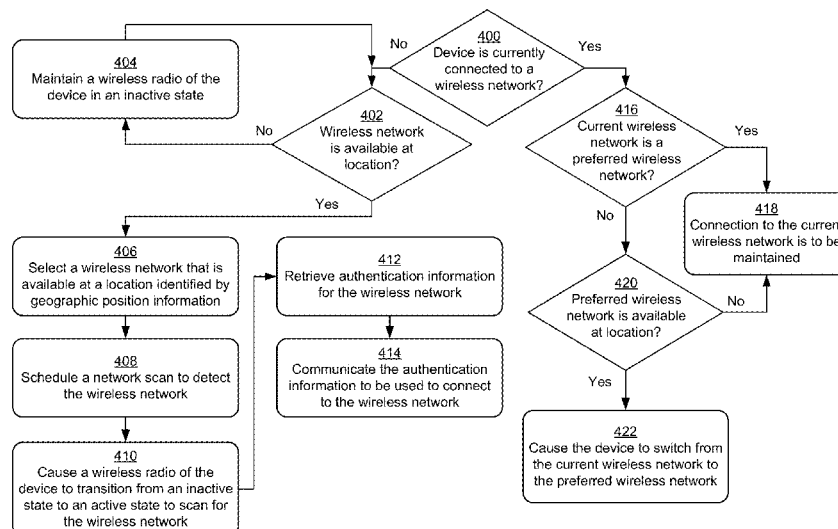 400
Device is currently
connected to a
wireless network?
No
Yes
404
Maintain a wireless radio of the
device in an inactive state
402
Wireless network
is available at
location?
No
Yes
416
Current wireless
network is a
preferred wireless
network?
Yes
No
418
Connection to the current
wireless network is to be
maintained
406
Select a wireless network that is
available at a location identified by
geographic position information
412
Retrieve authentication information
for the wireless network
420
Preferred wireless
network is available
at location?
No
Yes
408
Schedule a network scan to detect
the wireless network
414
Communicate the authentication
information to be used to connect
to the wireless network
410
Cause a wireless radio of the
device to transition from an inactive
state to an active state to scan for
the wireless network
422
Cause the device to switch from
the current wireless network to
the preferred wireless network